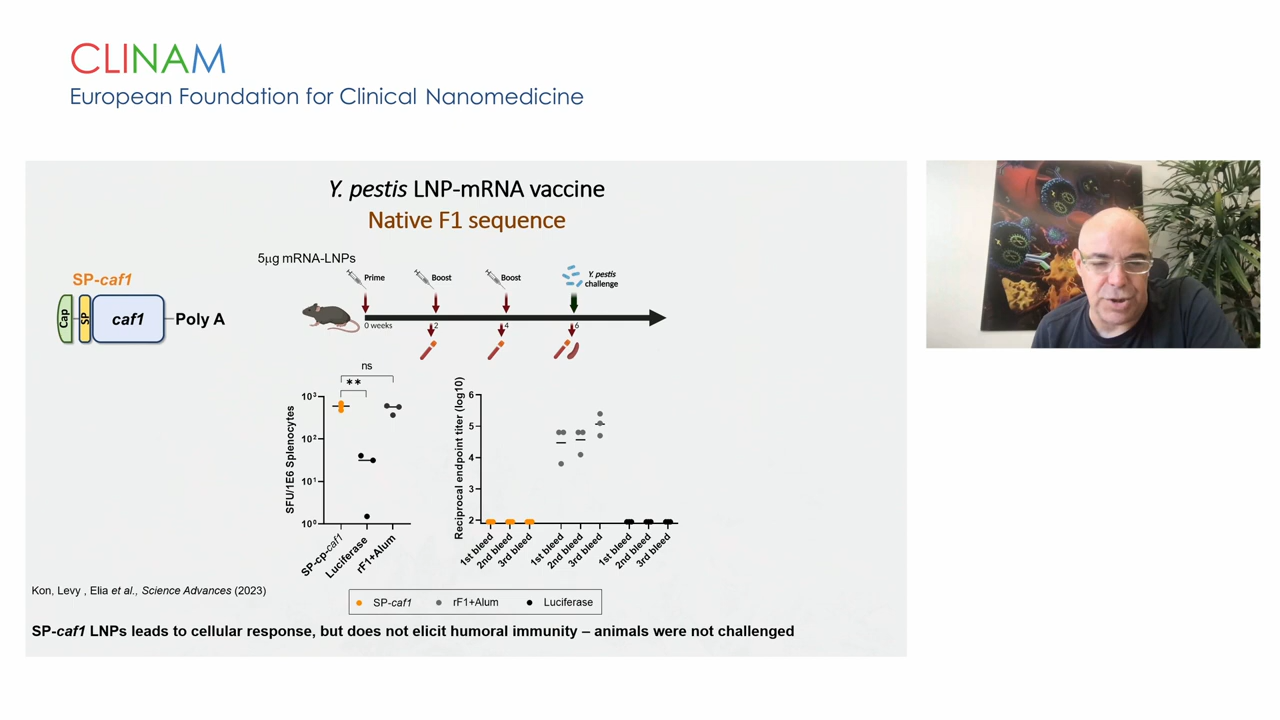 CLINAM
European Foundation for Clinical Nanomedicine
Y. pestis LNP-mRNA vaccine
Native F1 sequence
5µg mRNA-LNPs
Prime
Boost
Boost
Y. pestis
challenge
SP-caf1
Cap
SP
caf1
Poly A
0 weeks
2
4
6
ns
**
SFU/1E6 Splenocytes
10³
10²
10¹
10⁰
SP-cp-caf1
Luciferase
rF1+Alum
Reciprocal endpoint titer (log10)
6
5
4
3
2
1st bleed
2nd bleed
3rd bleed
1st bleed
2nd bleed
3rd bleed
1st bleed
2nd bleed
3rd bleed
Kon, Levy , Elia et al., Science Advances (2023)
SP-caf1
rF1+Alum
Luciferase
SP-caf1 LNPs leads to cellular response, but does not elicit humoral immunity – animals were not challenged